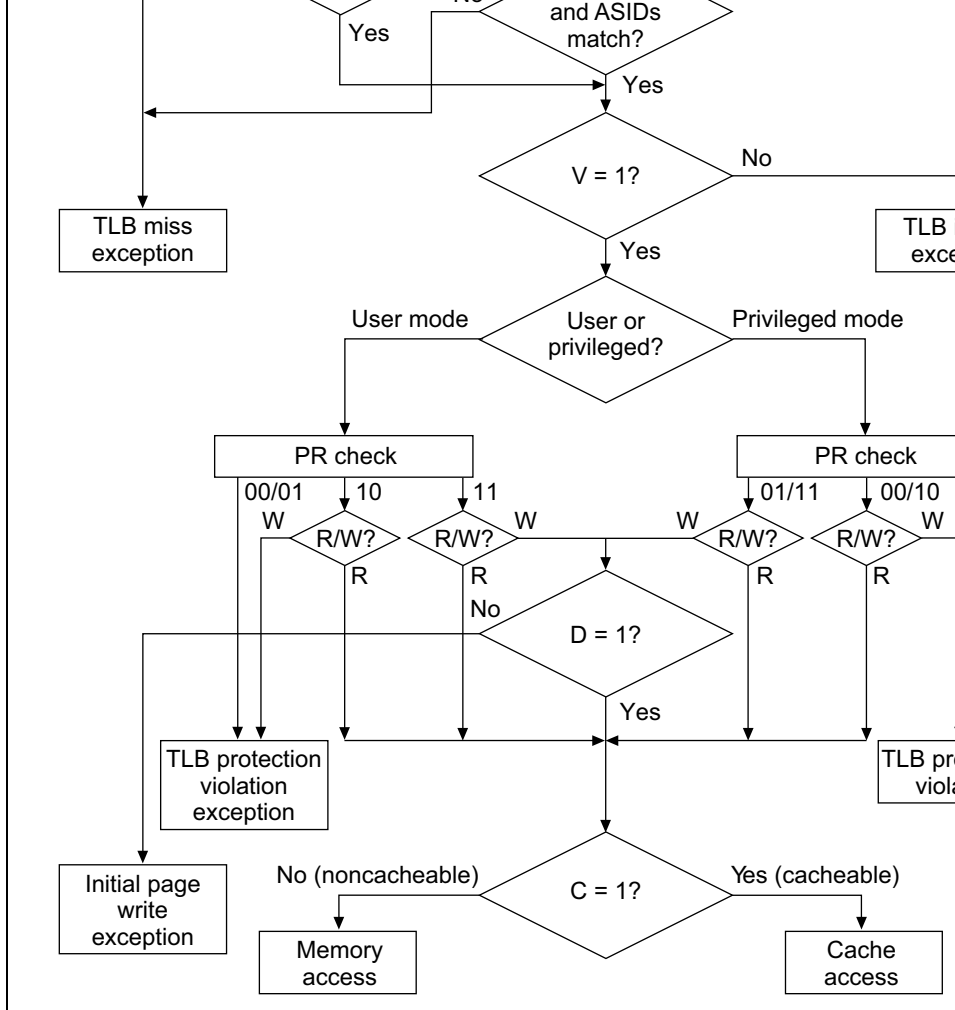 and ASIDs
match?
Yes
Yes
V = 1?
No
TLB miss
exception
TLB
Yes
User mode
User or
privileged?
Privileged mode
PR check
PR check
00/01
10
11
01/11
00/10
W
R/W?
R/W?
W
W
R/W?
R/W?
W
R
R
R
R
No
D = 1?
Yes
TLB protection
violation
exception
TLB
Initial page
write
exception
No (noncacheable)
C = 1?
Yes (cacheable)
Memory
access
Cache
access